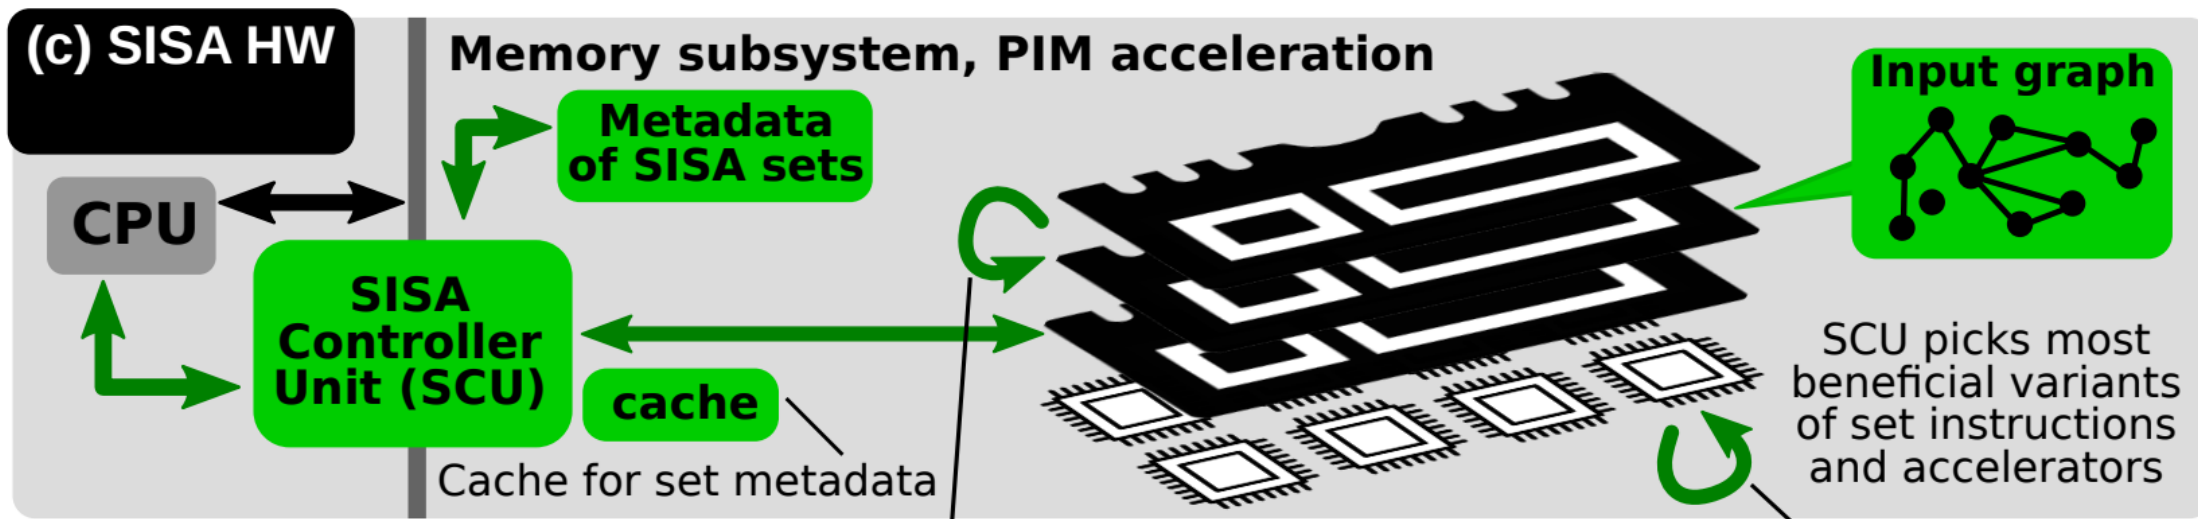 (c) SISA HW
Memory subsystem, PIM acceleration
Metadata
of SISA sets
Input graph
CPU
SISA
Controller
Unit (SCU)
cache
Cache for set metadata
SCU picks most
beneficial variants
of set instructions
and accelerators